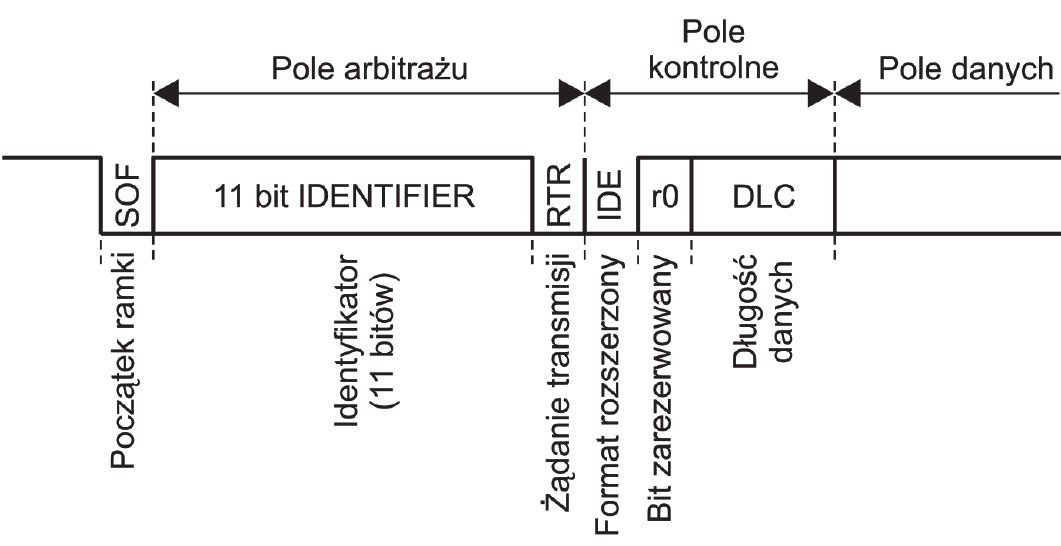 Pole arbitrażu
Pole
kontrolne
Pole danych
SOF
11 bit IDENTIFIER
RTR
IDE
r0
DLC
Początek ramki
Identyfikator
(11 bitów)
Żądanie transmisji
Format rozszerzony
Bit zarezerwowany
Długość
danych